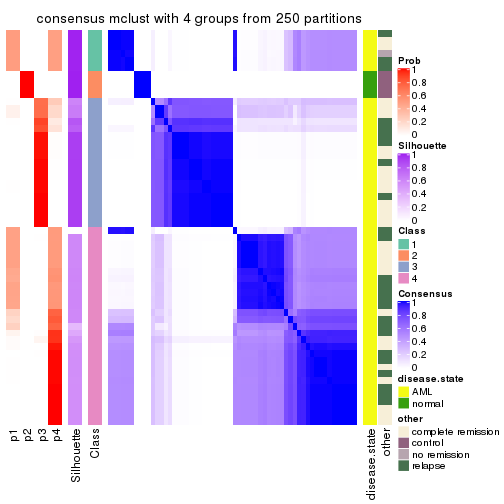 consensus mclust with 4 groups from 250 partitions
Prob
1
0.8
0.6
0.4
0.2
0
Silhouette
1
0.8
0.6
0.4
0.2
0
Class
1
2
3
4
Consensus
1
0.8
0.6
0.4
0.2
0
disease.state
AML
normal
other
complete remission
control
no remission
relapse
p1
p2
p3
p4
Silhouette
Class
disease.state
other